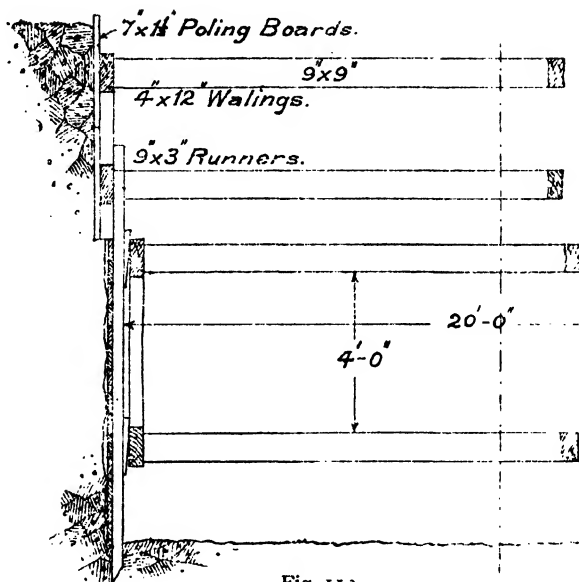 7"x1½" Poling Boards.
9"x9"
4"x12" Walings.
9"x3" Runners.
20'-0"
4'-0"
Fig.